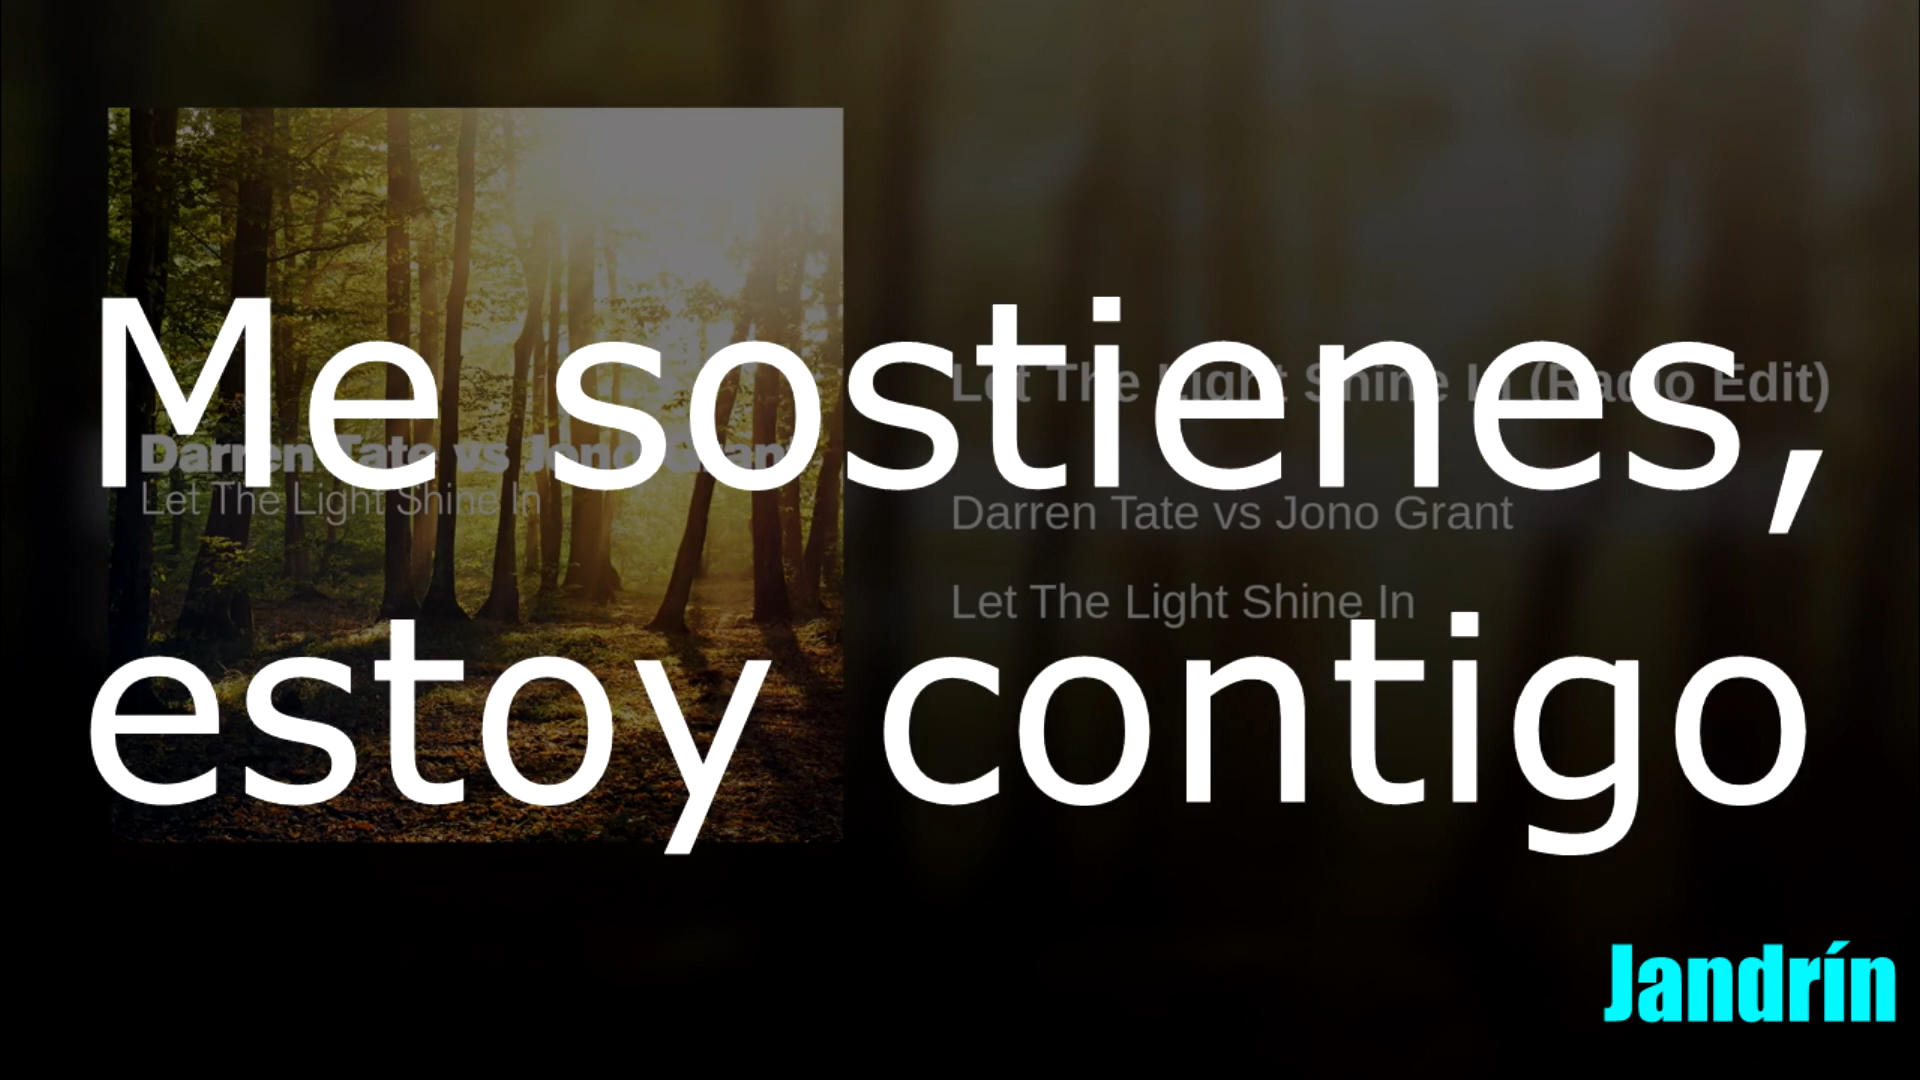 Me sostienes,
estoy contigo
Let The Light Shine In (Radio Edit)
Darren Tate vs Jono Grant
Let The Light Shine In
Darren Tate vs Jono Grant
Let The Light Shine In
Jandrín